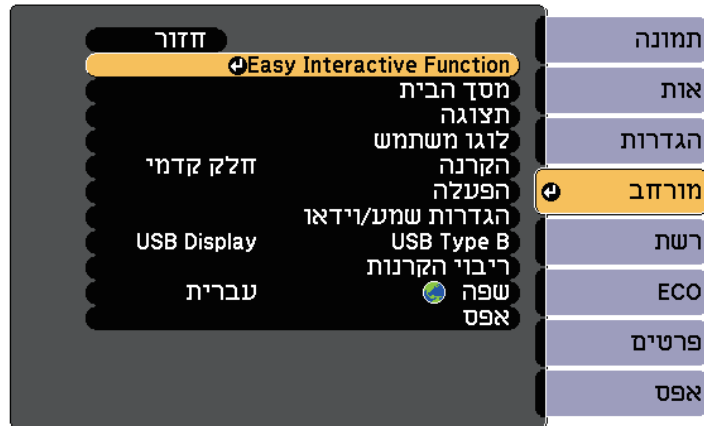 חזור
Easy Interactive Function
מסך הבית
תצוגה
לוגו משתמש
הקרנה חלק קדמי
הפעלה
הגדרות שמע/וידאו
USB Type B USB Display
ריבוי הקרנות
שפה עברית
אפס
תמונה
אות
הגדרות
מורחב
רשת
ECO
פרטים
אפס